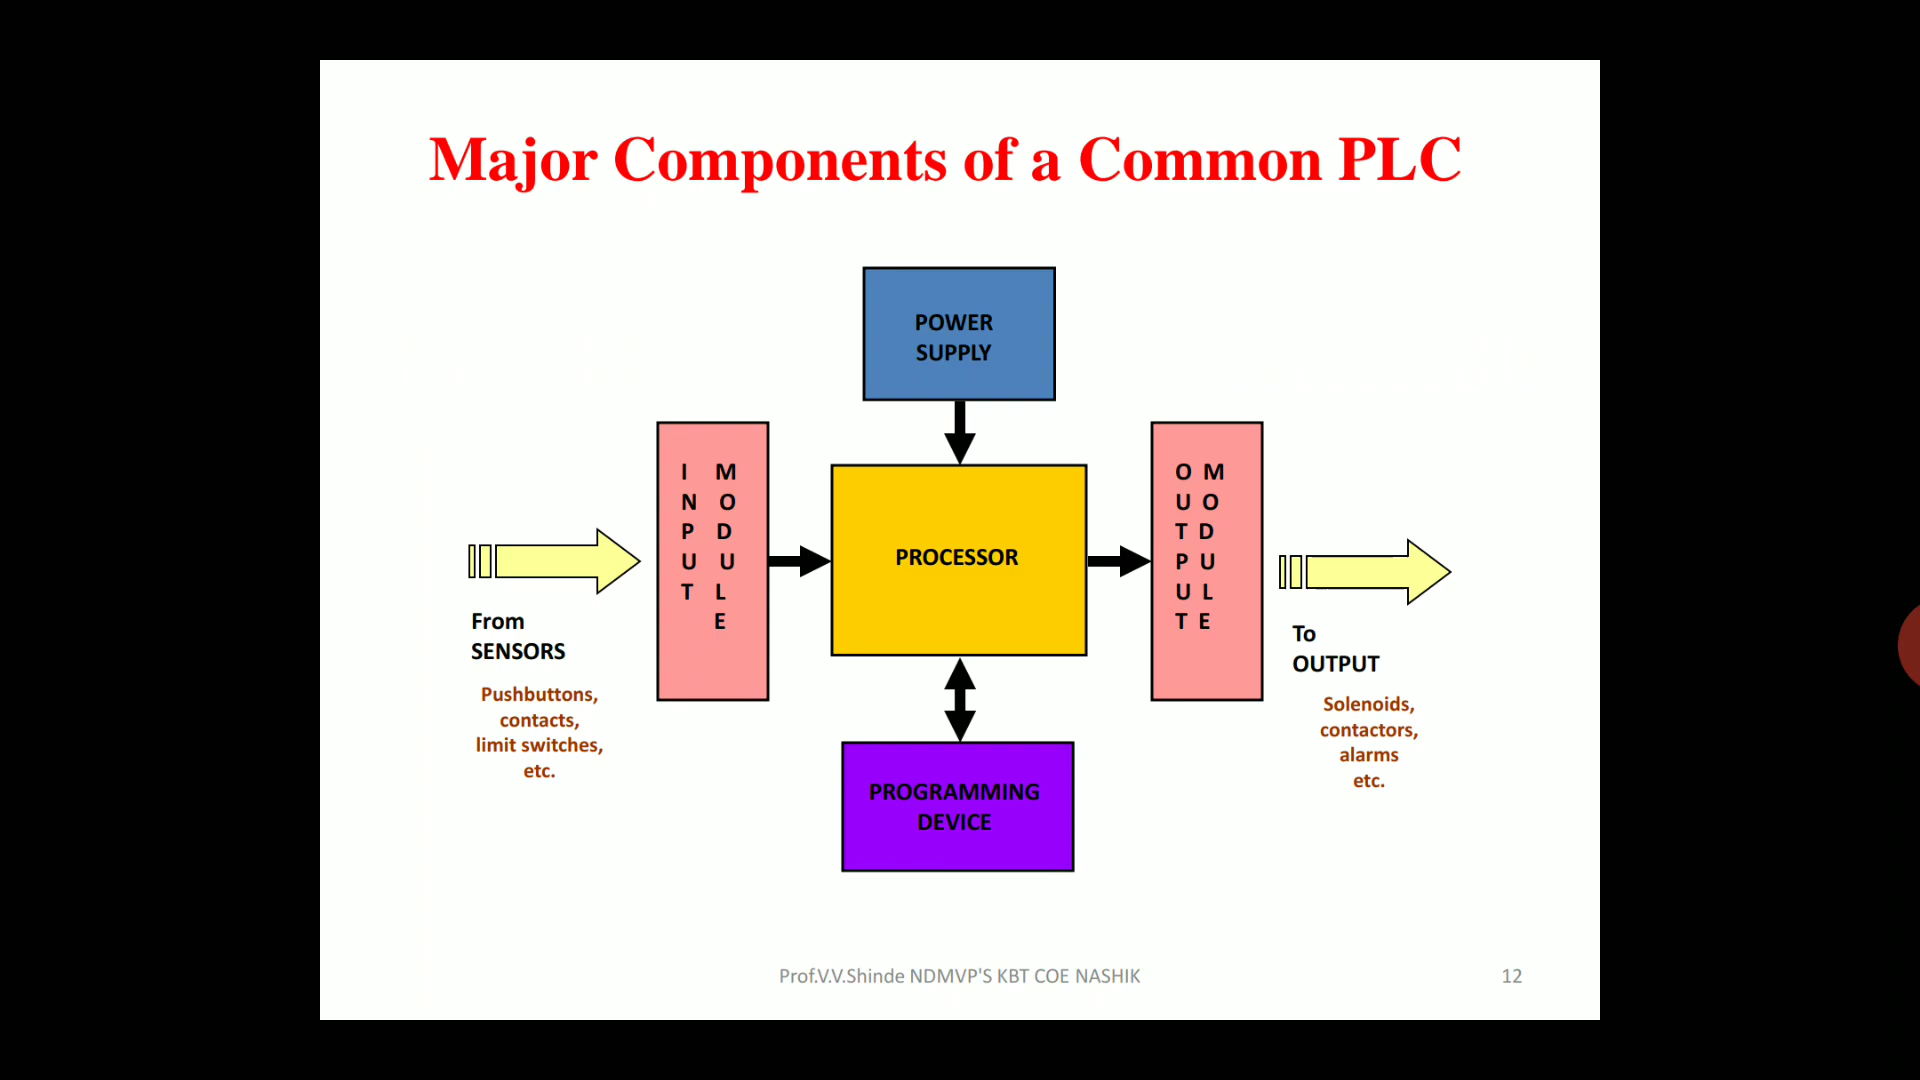 Major Components of a Common PLC
POWER
SUPPLY
I M
N O
P D
U U
T L
E
PROCESSOR
O M
U O
T D
P U
U L
T E
From
SENSORS
Pushbuttons,
contacts,
limit switches,
etc.
To
OUTPUT
Solenoids,
contactors,
alarms
etc.
PROGRAMMING
DEVICE
Prof.V.V.Shinde NDMVP'S KBT COE NASHIK
12